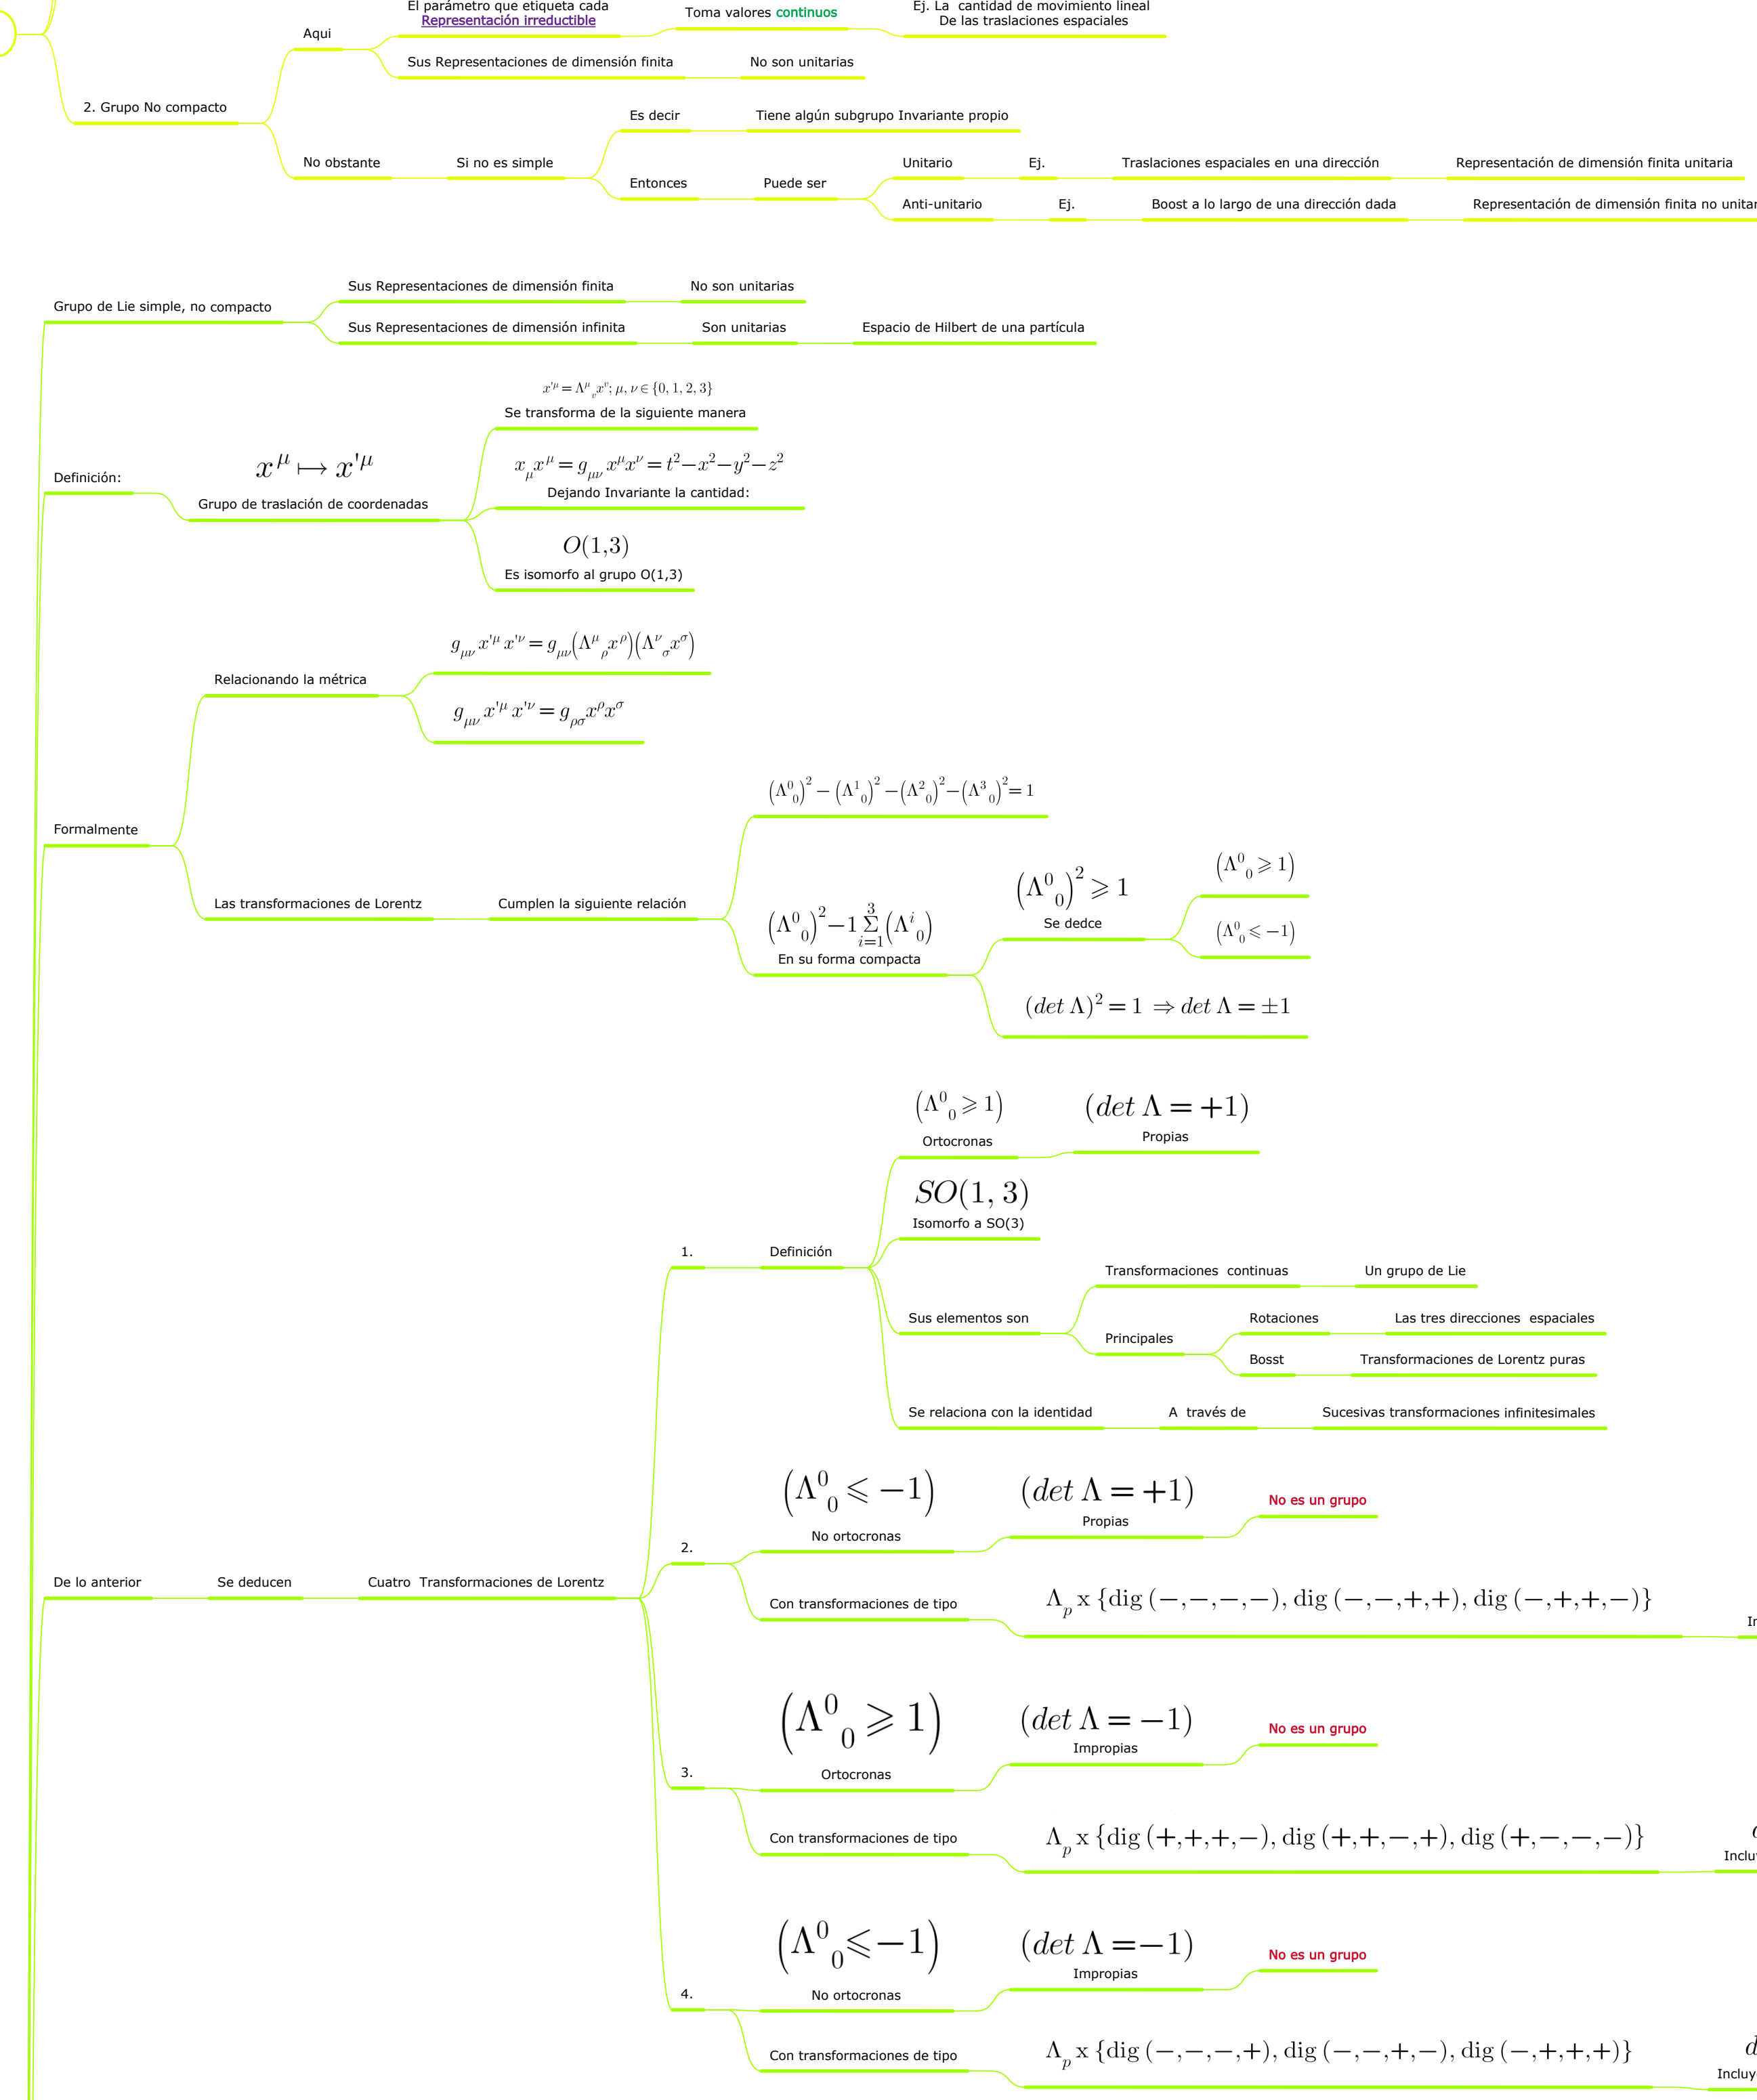 El parámetro que etiqueta cada
Representación irreductible
Toma valores continuos
Ej. La  cantidad de movimiento lineal
De las traslaciones espaciales
Aqui
Sus Representaciones de dimensión finita
No son unitarias
2. Grupo No compacto
Es decir
Tiene algún subgrupo Invariante propio
No obstante
Si no es simple
Entonces
Puede ser
Unitario
Ej.
Traslaciones espaciales en una dirección
Representación de dimensión finita unitaria
Anti-unitario
Ej.
Boost a lo largo de una dirección dada
Representación de dimensión finita no unitar
Grupo de Lie simple, no compacto
Sus Representaciones de dimensión finita
No son unitarias
Sus Representaciones de dimensión infinita
Son unitarias
Espacio de Hilbert de una partícula
Definición:
x^μ ↦ x'^μ
Grupo de traslación de coordenadas
x'^μ = Λ^μ_v x^v; μ, ν ∈ {0, 1, 2, 3}
Se transforma de la siguiente manera
x_μ x^μ = g_μν x^μ x^ν = t² − x² − y² − z²
Dejando Invariante la cantidad:
O(1,3)
Es isomorfo al grupo O(1,3)
Formalmente
Relacionando la métrica
g_μν x'^μ x'^ν = g_μν (Λ^μ_ρ x^ρ)(Λ^ν_σ x^σ)
g_μν x'^μ x'^ν = g_ρσ x^ρ x^σ
Las transformaciones de Lorentz
Cumplen la siguiente relación
(Λ^0_0)² − (Λ^1_0)² − (Λ^2_0)² − (Λ^3_0)² = 1
(Λ^0_0)² − 1 Σ_{i=1}^{3} (Λ^i_0)
En su forma compacta
(Λ^0_0)² ⩾ 1
Se dedce
(Λ^0_0 ⩾ 1)
(Λ^0_0 ⩽ −1)
(det Λ)² = 1 ⇒ det Λ = ±1
De lo anterior
Se deducen
Cuatro  Transformaciones de Lorentz
1.
Definición
(Λ^0_0 ⩾ 1)
Ortocronas
(det Λ = +1)
Propias
SO(1, 3)
Isomorfo a SO(3)
Sus elementos son
Transformaciones  continuas
Un grupo de Lie
Principales
Rotaciones
Las tres direcciones  espaciales
Bosst
Transformaciones de Lorentz puras
Se relaciona con la identidad
A  través de
Sucesivas transformaciones infinitesimales
2.
(Λ^0_0 ⩽ −1)
No ortocronas
(det Λ = +1)
Propias
No es un grupo
Con transformaciones de tipo
Λ_p x {dig (−,−,−,−), dig (−,−,+,+), dig (−,+,+,−)}
3.
(Λ^0_0 ⩾ 1)
Ortocronas
(det Λ = −1)
Impropias
No es un grupo
Con transformaciones de tipo
Λ_p x {dig (+,+,+,−), dig (+,+,−,+), dig (+,−,−,−)}
Incluy
4.
(Λ^0_0 ⩽ −1)
No ortocronas
(det Λ = −1)
Impropias
No es un grupo
Con transformaciones de tipo
Λ_p x {dig (−,−,−,+), dig (−,−,+,−), dig (−,+,+,+)}
Incluy